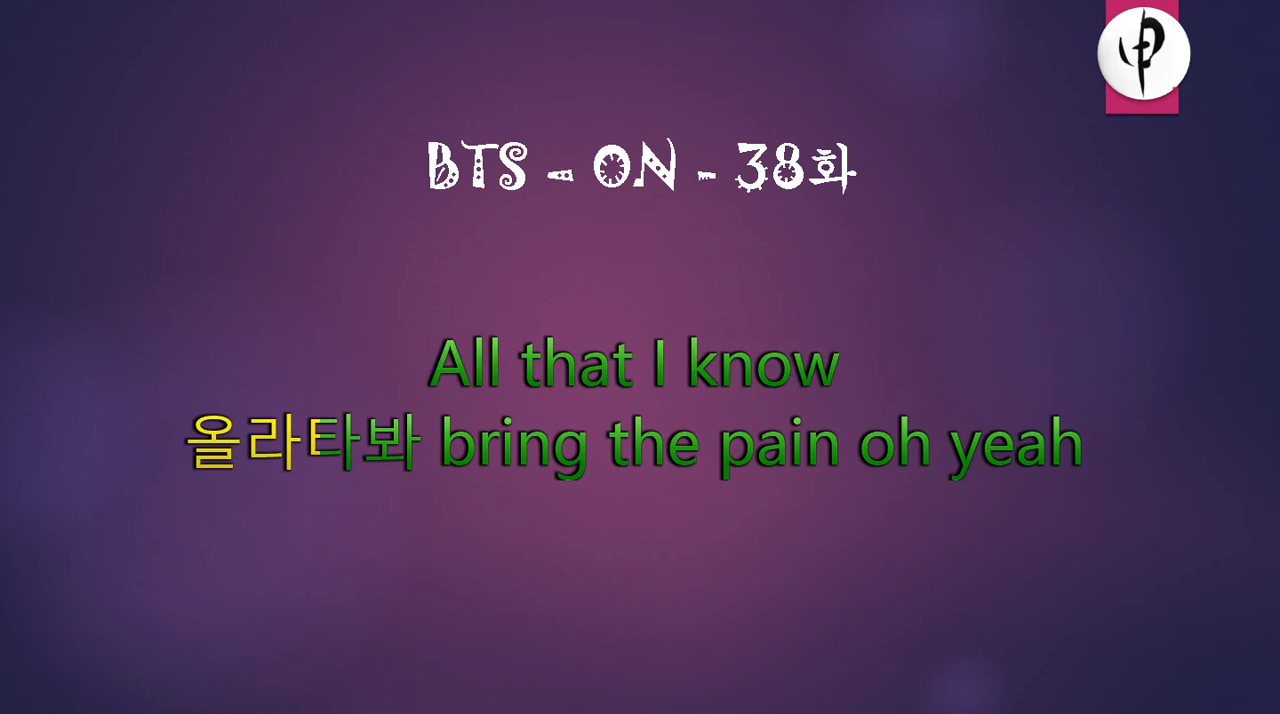 BTS - ON - 38화
All that I know
올라타봐 bring the pain oh yeah